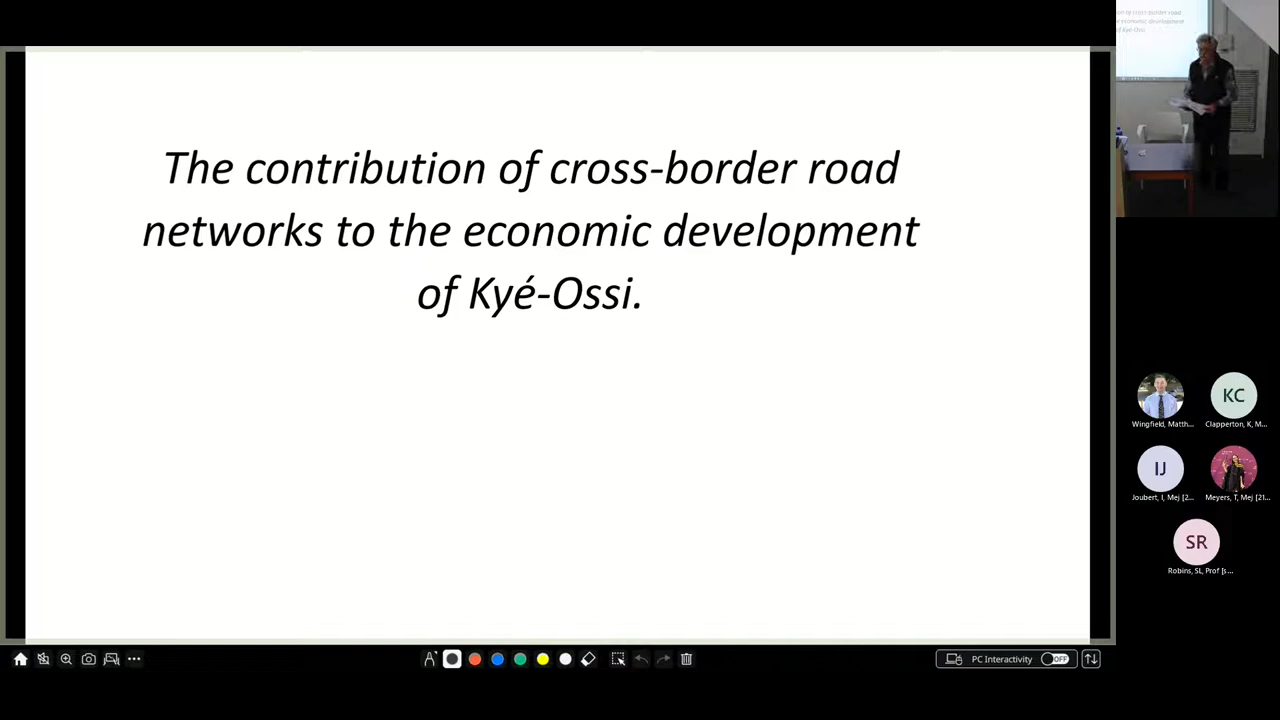 The contribution of cross-border road
networks to the economic development
of Kyé-Ossi.
KC
Wingfield, Matth...
Clapperton, K, M...
IJ
Joubert, I, Mej [2...
Meyers, T, Mej [21...
SR
Robins, SL, Prof [s...
PC Interactivity
OFF